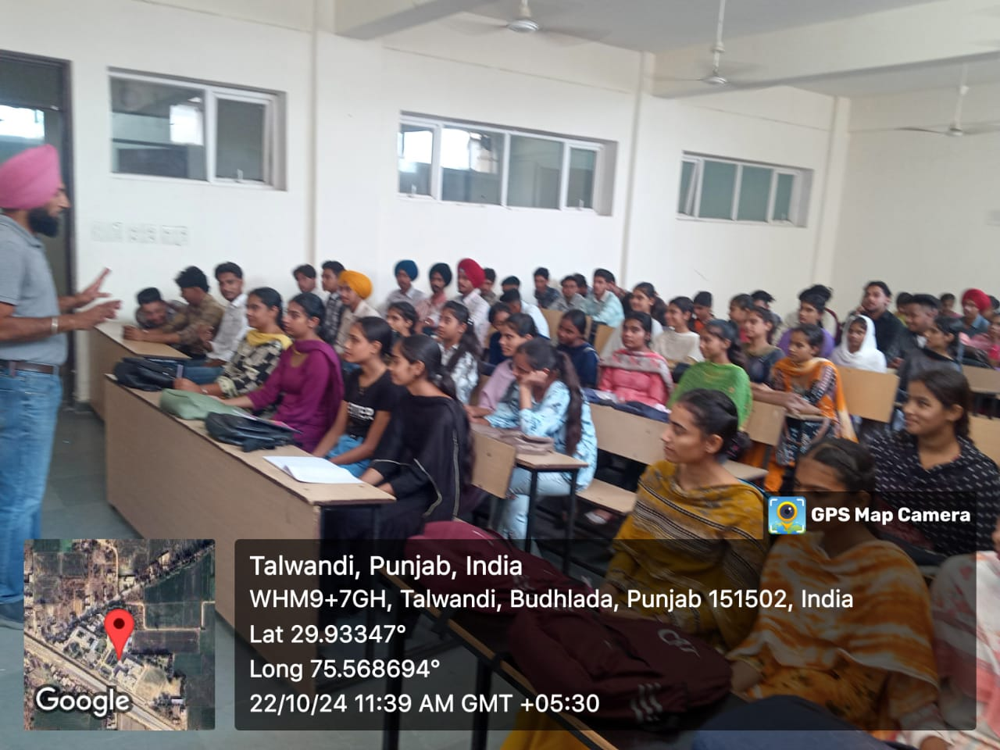 GPS Map Camera
Talwandi, Punjab, India
WHM9+7GH, Talwandi, Budhlada, Punjab 151502, India
Lat 29.93347°
Long 75.568694°
22/10/24 11:39 AM GMT +05:30
Google